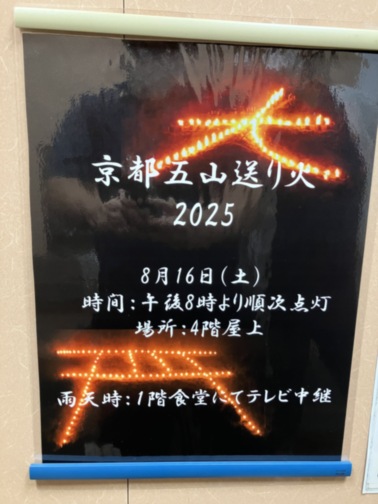 京都五山送り火
2025
8月16日(土)
時間:午後8時より順次点灯
場所:4階屋上
雨天時:1階食堂にてテレビ中継